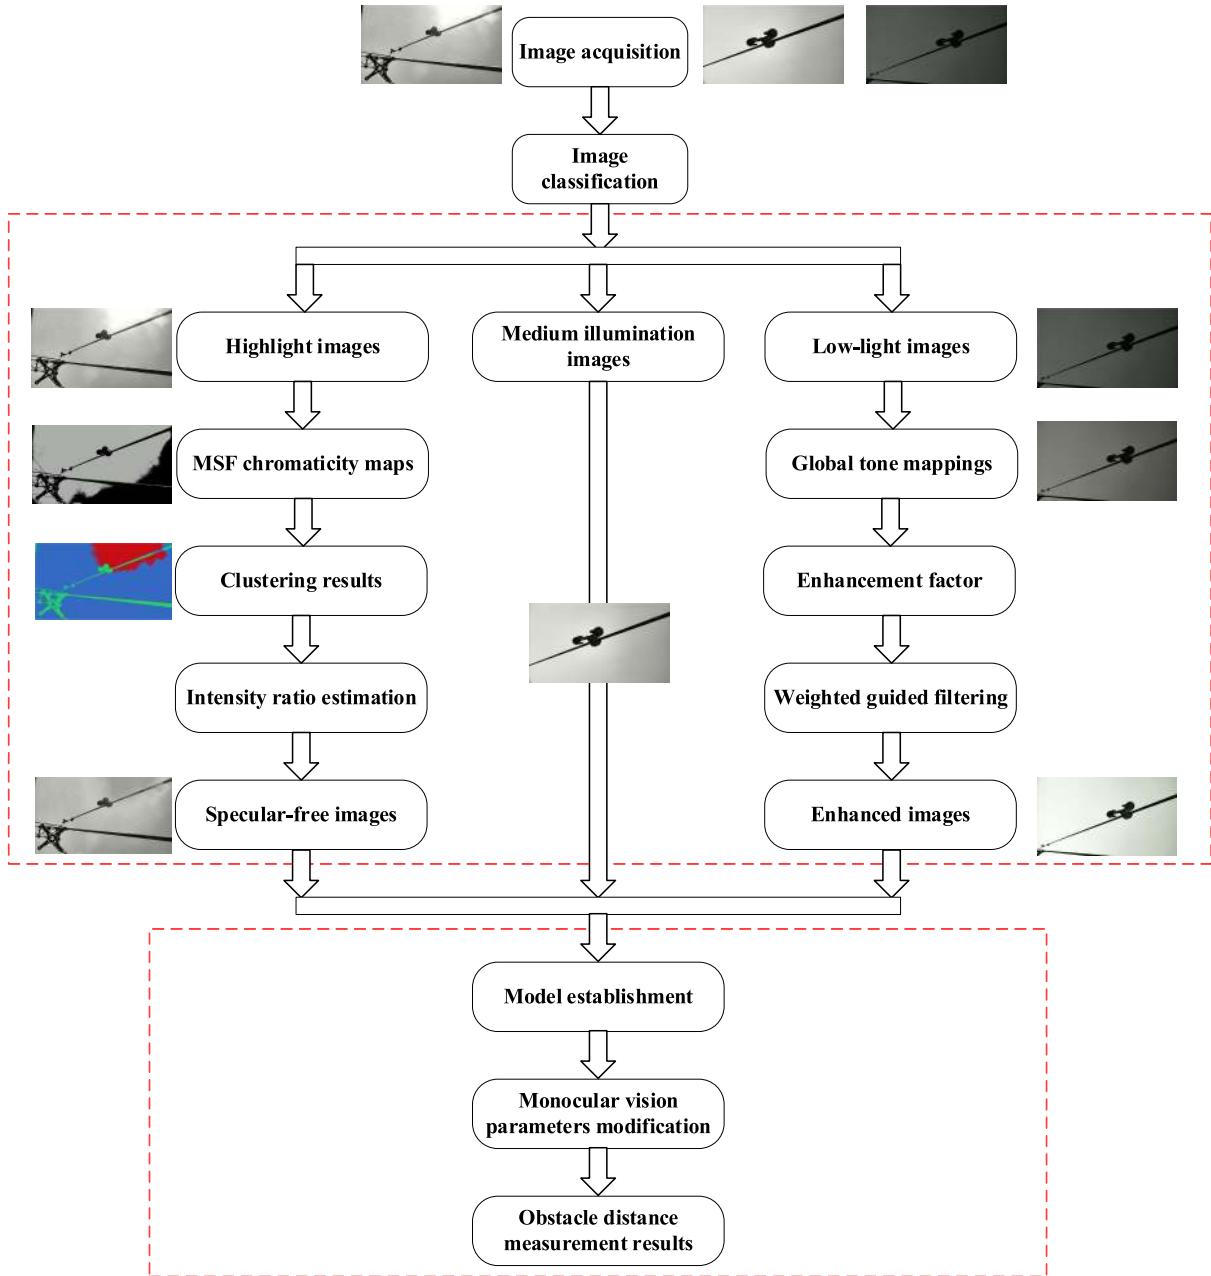 Image acquisition
Image
classification
Highlight images
Medium illumination
images
Low-light images
MSF chromaticity maps
Global tone mappings
Clustering results
Enhancement factor
Intensity ratio estimation
Weighted guided filtering
Specular-free images
Enhanced images
Model establishment
Monocular vision
parameters modification
Obstacle distance
measurement results